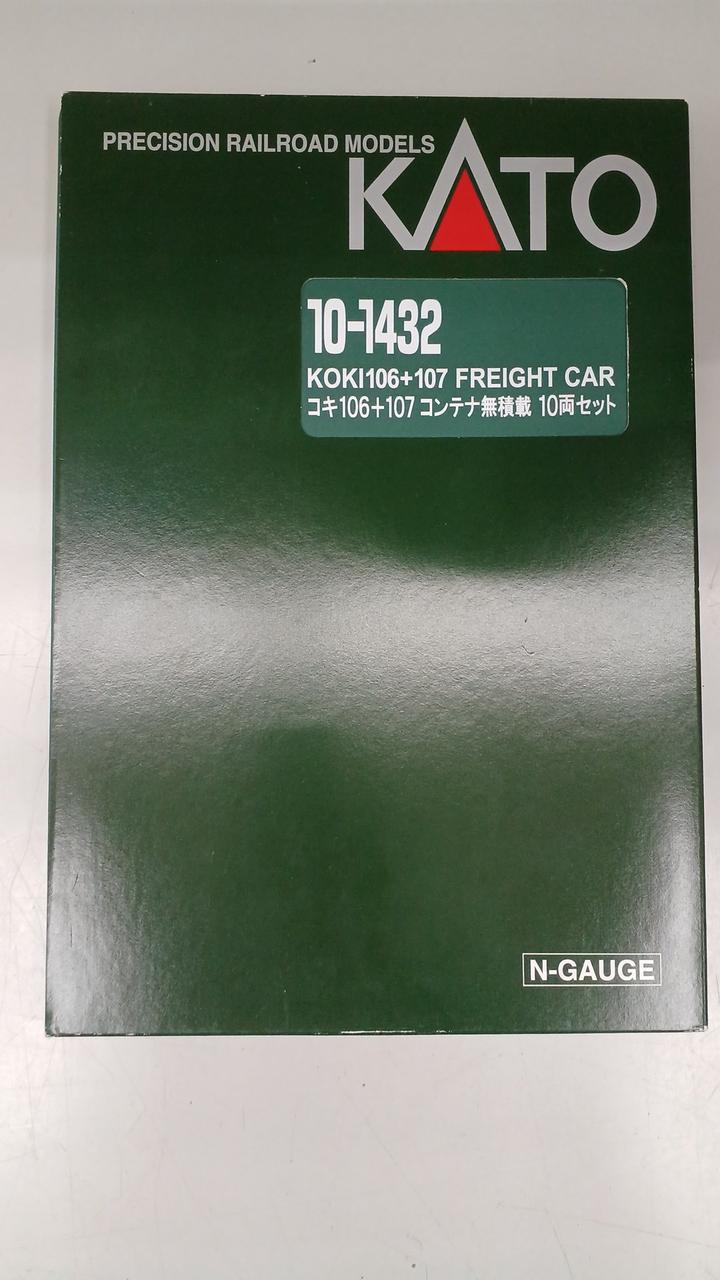 PRECISION RAILROAD MODELS
KATO
10-1432
KOKI106+107 FREIGHT CAR
コキ106+107 コンテナ無積載 10両セット
N-GAUGE